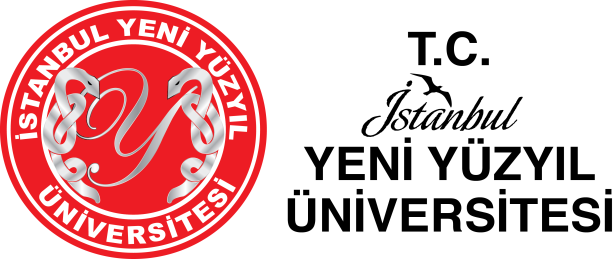 İSTANBUL YENİ YÜZYIL
Y
ÜNİVERSİTESİ
T.C.
İstanbul
YENİ YÜZYIL
ÜNİVERSİTESİ